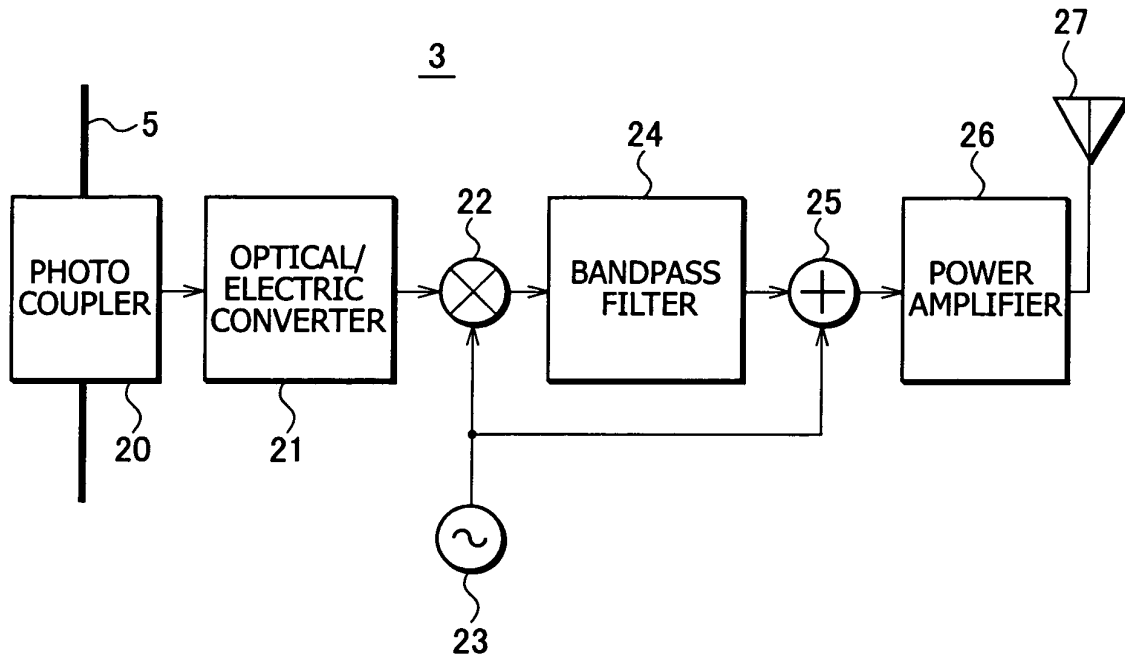 3
27
5
24
26
22
25
PHOTO
COUPLER
OPTICAL/
ELECTRIC
CONVERTER
BANDPASS
FILTER
POWER
AMPLIFIER
20
21
23